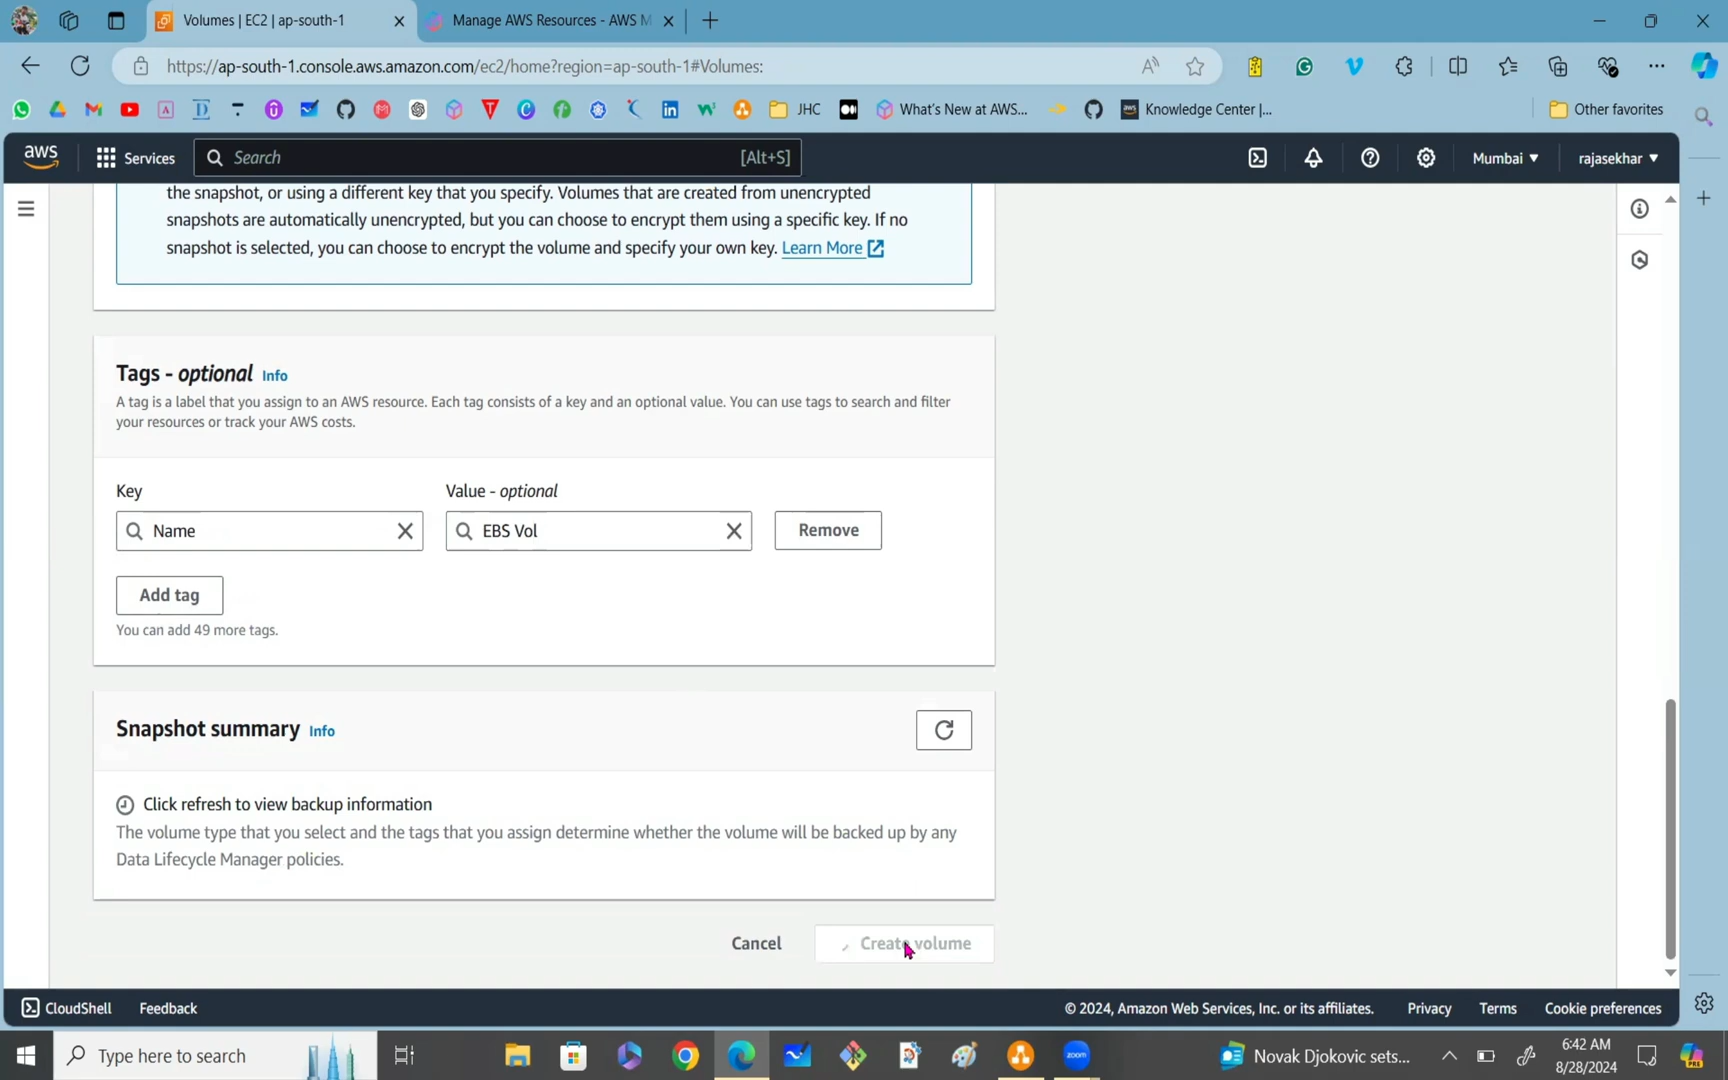 Volumes | EC2 | ap-south-1
Manage AWS Resources - AWS M
https://ap-south-1.console.aws.amazon.com/ec2/home?region=ap-south-1#Volumes:
JHC
What's New at AWS...
Knowledge Center |...
Other favorites
aws
Services
Search
[Alt+S]
Mumbai
rajasekhar
the snapshot, or using a different key that you specify. Volumes that are created from unencrypted
snapshots are automatically unencrypted, but you can choose to encrypt them using a specific key. If no
snapshot is selected, you can choose to encrypt the volume and specify your own key. Learn More
Tags - optional Info
A tag is a label that you assign to an AWS resource. Each tag consists of a key and an optional value. You can use tags to search and filter
your resources or track your AWS costs.
Key
Value - optional
Name
EBS Vol
Remove
Add tag
You can add 49 more tags.
Snapshot summary Info
Click refresh to view backup information
The volume type that you select and the tags that you assign determine whether the volume will be backed up by any
Data Lifecycle Manager policies.
Cancel
Create volume
CloudShell
Feedback
© 2024, Amazon Web Services, Inc. or its affiliates.
Privacy
Terms
Cookie preferences
Type here to search
zoom
Novak Djokovic sets...
6:42 AM
8/28/2024